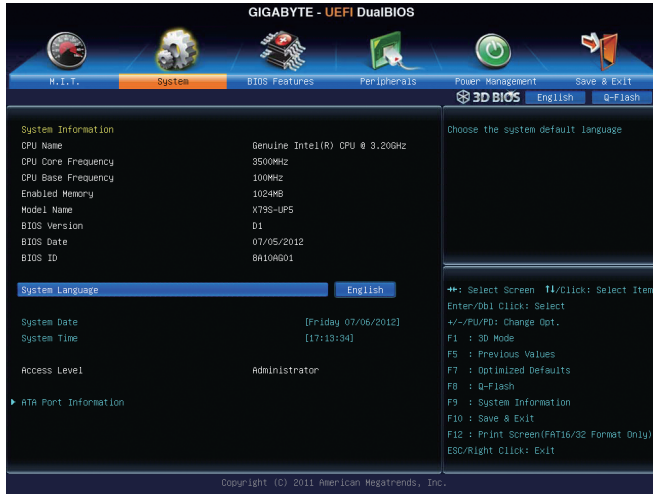 GIGABYTE - UEFI DualBIOS
M.I.T. System BIOS Features Peripherals Power Management Save & Exit
3D BIOS English Q-Flash
System Information
CPU Name Genuine Intel(R) CPU @ 3.20GHz
CPU Core Frequency 3500MHz
CPU Base Frequency 100MHz
Enabled Memory 1024MB
Model Name X79S-UP5
BIOS Version D1
BIOS Date 07/05/2012
BIOS ID 8A10AG01
System Language English
System Date [Friday 07/06/2012]
System Time [17:13:34]
Access Level Administrator
ATA Port Information
Choose the system default language
→←: Select Screen ↑↓/Click: Select Item
Enter/Dbl Click: Select
+/-/PU/PD: Change Opt.
F1 : 3D Mode
F5 : Previous Values
F7 : Optimized Defaults
F8 : Q-Flash
F9 : System Information
F10 : Save & Exit
F12 : Print Screen(FAT16/32 Format Only)
ESC/Right Click: Exit
Copyright (C) 2011 American Megatrends, Inc.